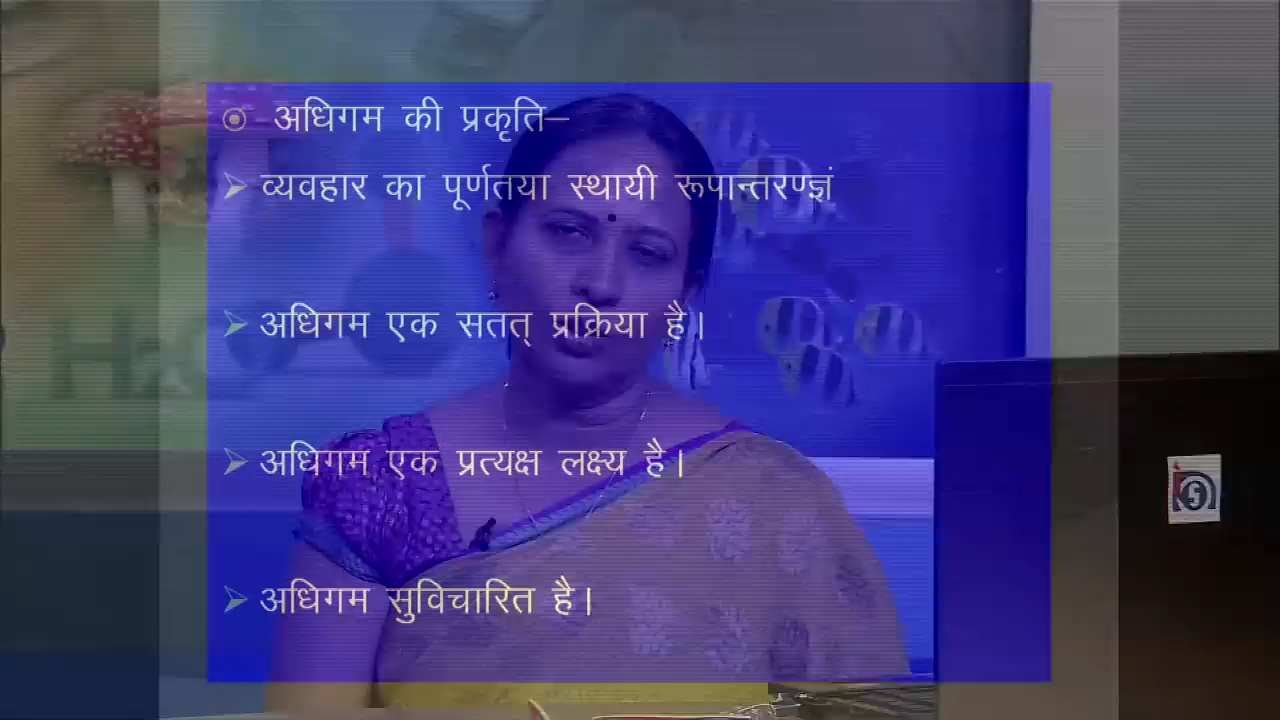 अधिगम की प्रकृति—
व्यवहार का पूर्णतया स्थायी रूपान्तरण्ज्ञं
अधिगम एक सतत् प्रक्रिया है।
अधिगम एक प्रत्यक्ष लक्ष्य है।
अधिगम सुविचारित है।